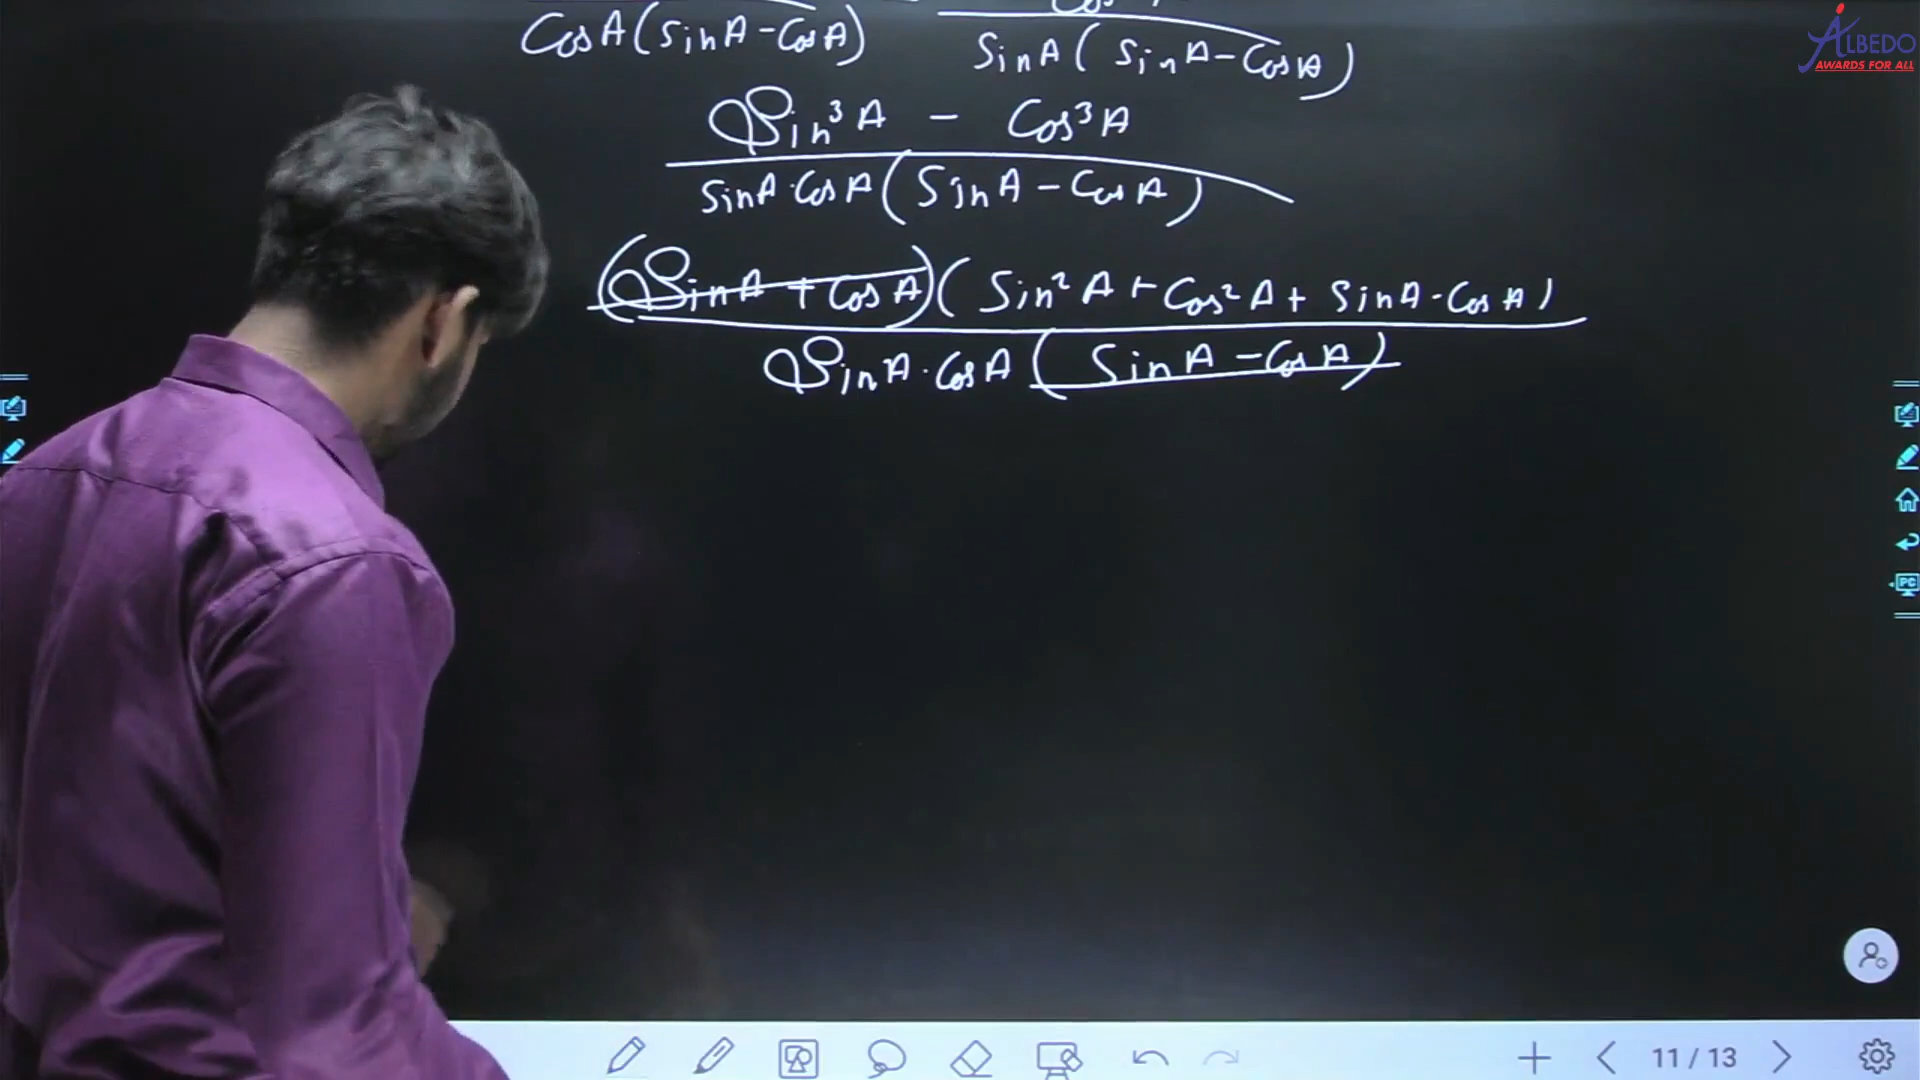 CosA(SinA-CosA)
SinA(SinA-CosA)
Sin³A - Cos³A
SinA·CosA(SinA-CosA)
(SinA+CosA)(Sin²A+Cos²A+SinA·CosA)
SinA·CosA(SinA-CosA)
ALBEDO
AWARDS FOR ALL
PC
11/13